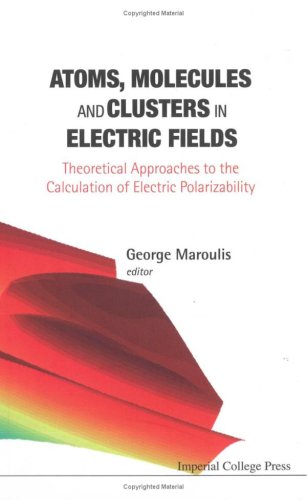 Copyrighted Material
ATOMS, MOLECULES
AND CLUSTERS IN
ELECTRIC FIELDS
Theoretical Approaches to the
Calculation of Electric Polarizability
George Maroulis
editor
Imperial College Press
Copyrighted Material